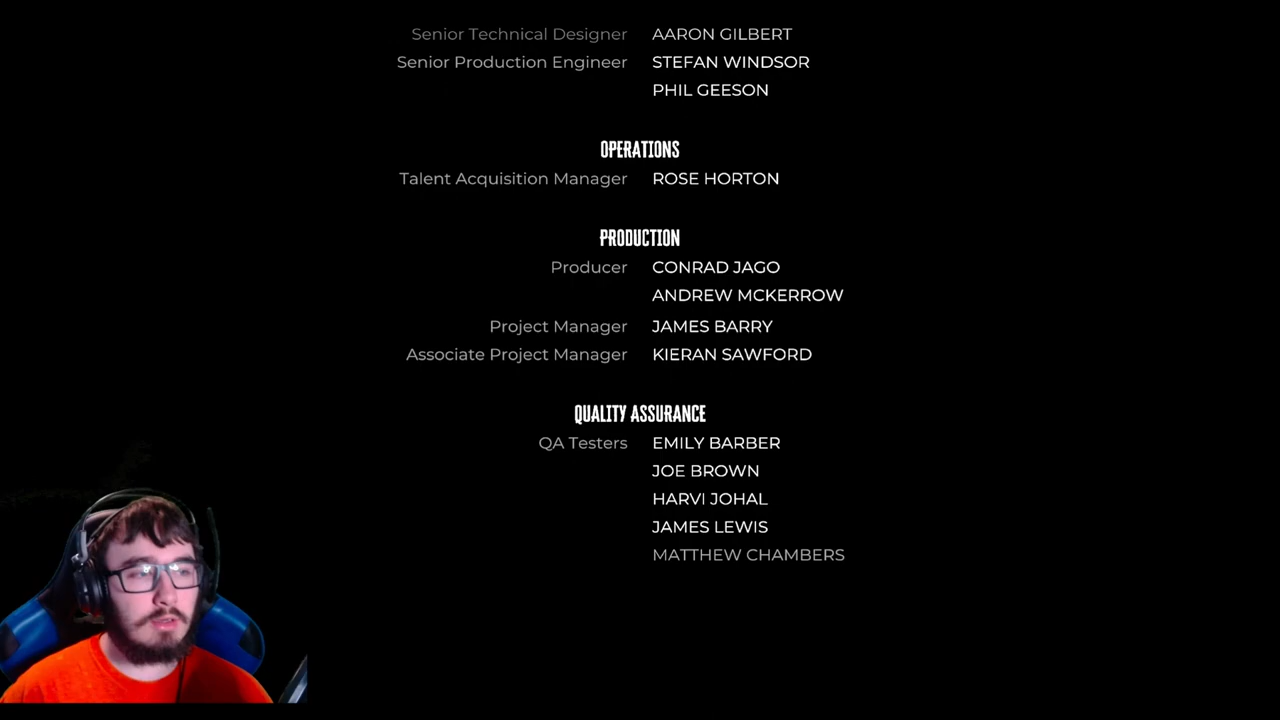 Senior Technical Designer AARON GILBERT
Senior Production Engineer STEFAN WINDSOR
PHIL GEESON
OPERATIONS
Talent Acquisition Manager ROSE HORTON
PRODUCTION
Producer CONRAD JAGO
ANDREW MCKERROW
Project Manager JAMES BARRY
Associate Project Manager KIERAN SAWFORD
QUALITY ASSURANCE
QA Testers EMILY BARBER
JOE BROWN
HARVI JOHAL
JAMES LEWIS
MATTHEW CHAMBERS